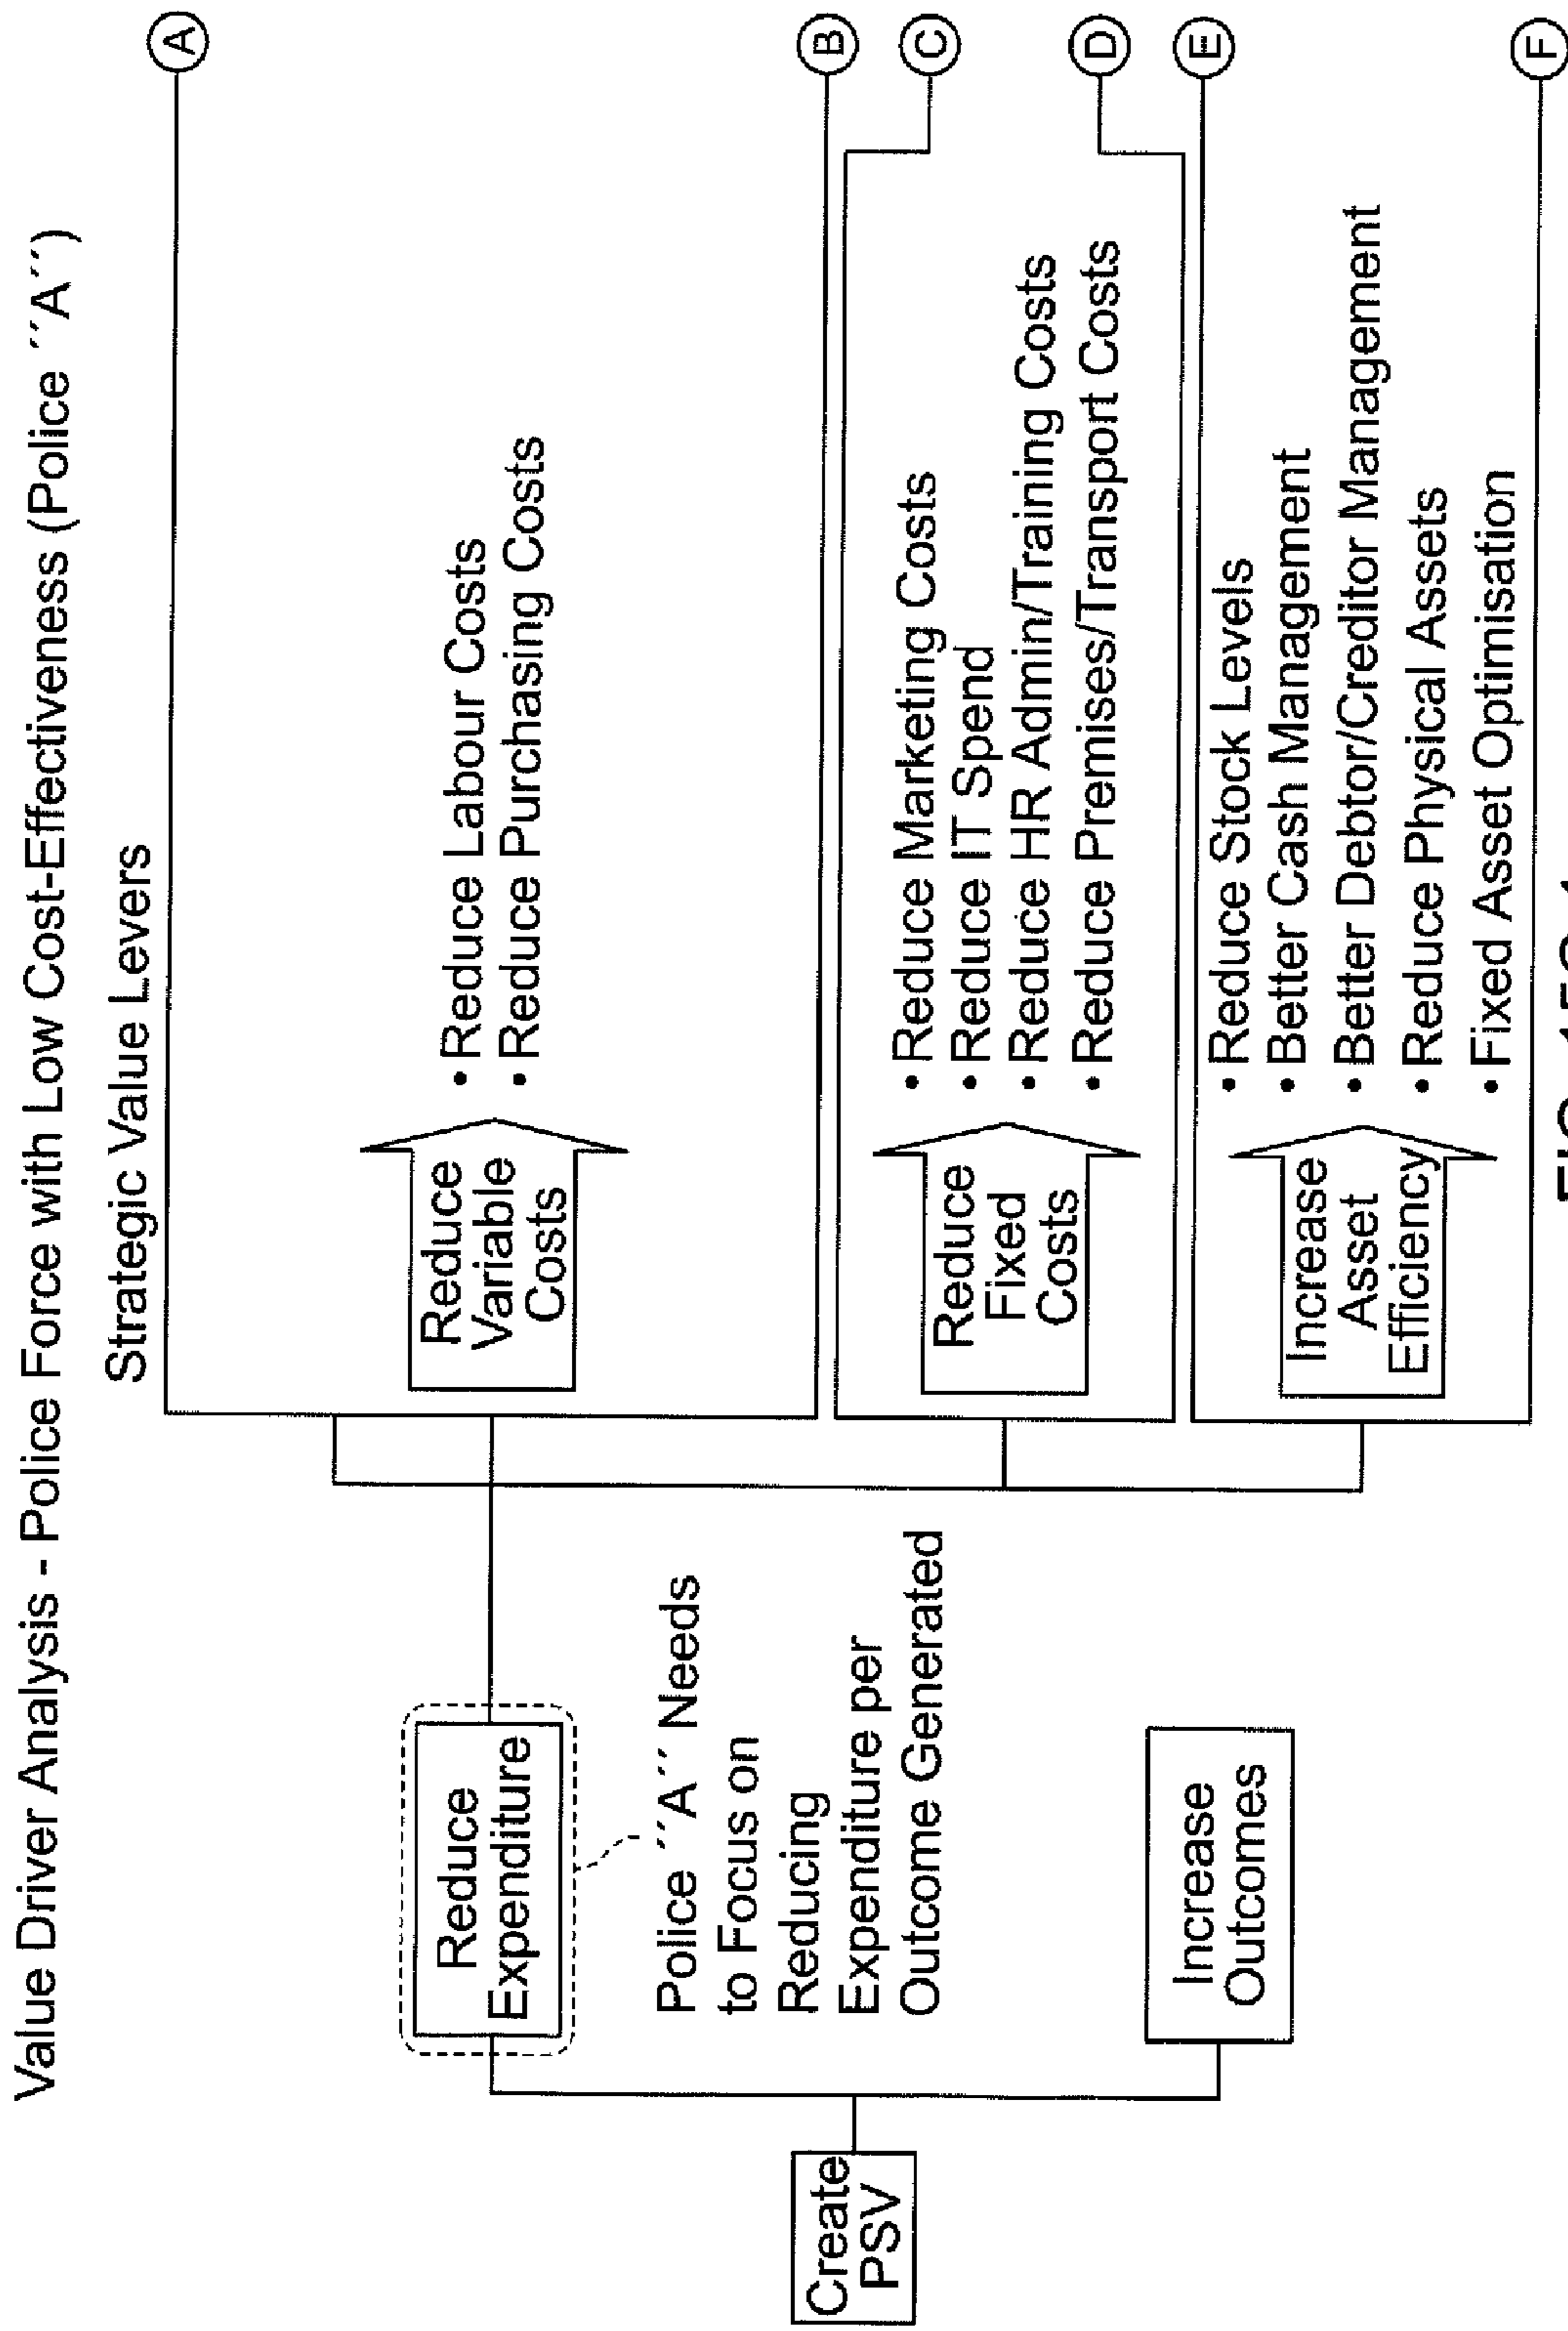 Value Driver Analysis - Police Force with Low Cost-Effectiveness (Police ´´A´´)
Strategic Value Levers
Create
PSV
Reduce
Expenditure
Police ´´A´´ Needs
to Focus on
Reducing
Expenditure per
Outcome Generated
Increase
Outcomes
Reduce
Variable
Costs
• Reduce Labour Costs
• Reduce Purchasing Costs
Reduce
Fixed
Costs
• Reduce Marketing Costs
• Reduce IT Spend
• Reduce HR Admin/Training Costs
• Reduce Premises/Transport Costs
Increase
Asset
Efficiency
• Reduce Stock Levels
• Better Cash Management
• Better Debtor/Creditor Management
• Reduce Physical Assets
• Fixed Asset Optimisation
A
B
C
D
E
F